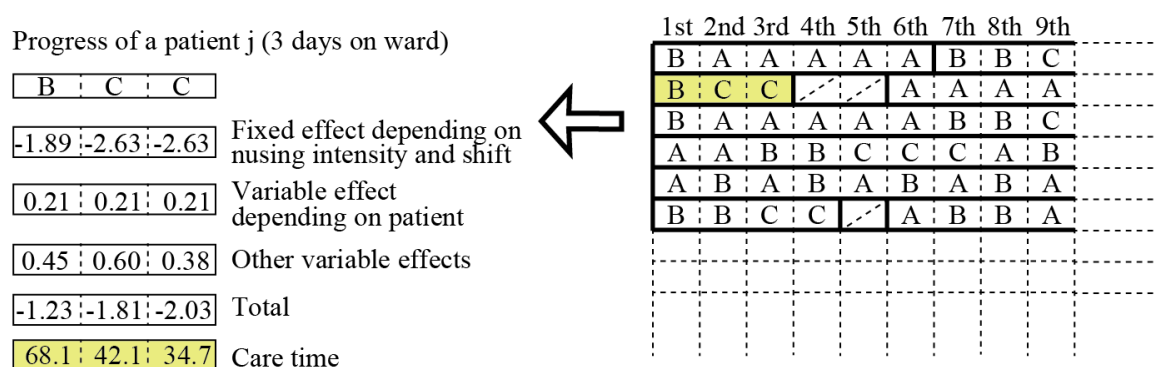 Progress of a patient j (3 days on ward)
B C C
-1.89 -2.63 -2.63 Fixed effect depending on
nusing intensity and shift
0.21 0.21 0.21 Variable effect
depending on patient
0.45 0.60 0.38 Other variable effects
-1.23 -1.81 -2.03 Total
68.1 42.1 34.7 Care time
1st 2nd 3rd 4th 5th 6th 7th 8th 9th
B A A A A A B B C
B C C A A A A
B A A A A A B B C
A A B B C C C A B
A B A B A B A B A
B B C C A B B A